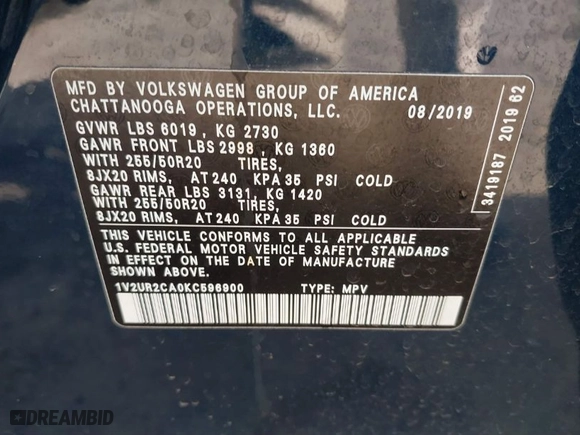 MFD BY VOLKSWAGEN GROUP OF AMERICA
CHATTANOOGA OPERATIONS, LLC. 08/2019
GVWR LBS 6019, KG 2730
GAWR FRONT LBS 2998, KG 1360
WITH 255/50R20 TIRES,
8JX20 RIMS, AT 240 KPA 35 PSI COLD
GAWR REAR LBS 3131, KG 1420
WITH 255/50R20 TIRES,
8JX20 RIMS, AT 240 KPA 35 PSI COLD
THIS VEHICLE CONFORMS TO ALL APPLICABLE
U.S. FEDERAL MOTOR VEHICLE SAFETY STANDARDS
IN EFFECT ON THE DATE OF MANUFACTURE
SHOWN ABOVE.
1V2UR2CA0KC596900 TYPE: MPV
3419187 2019 62
DREAMBID